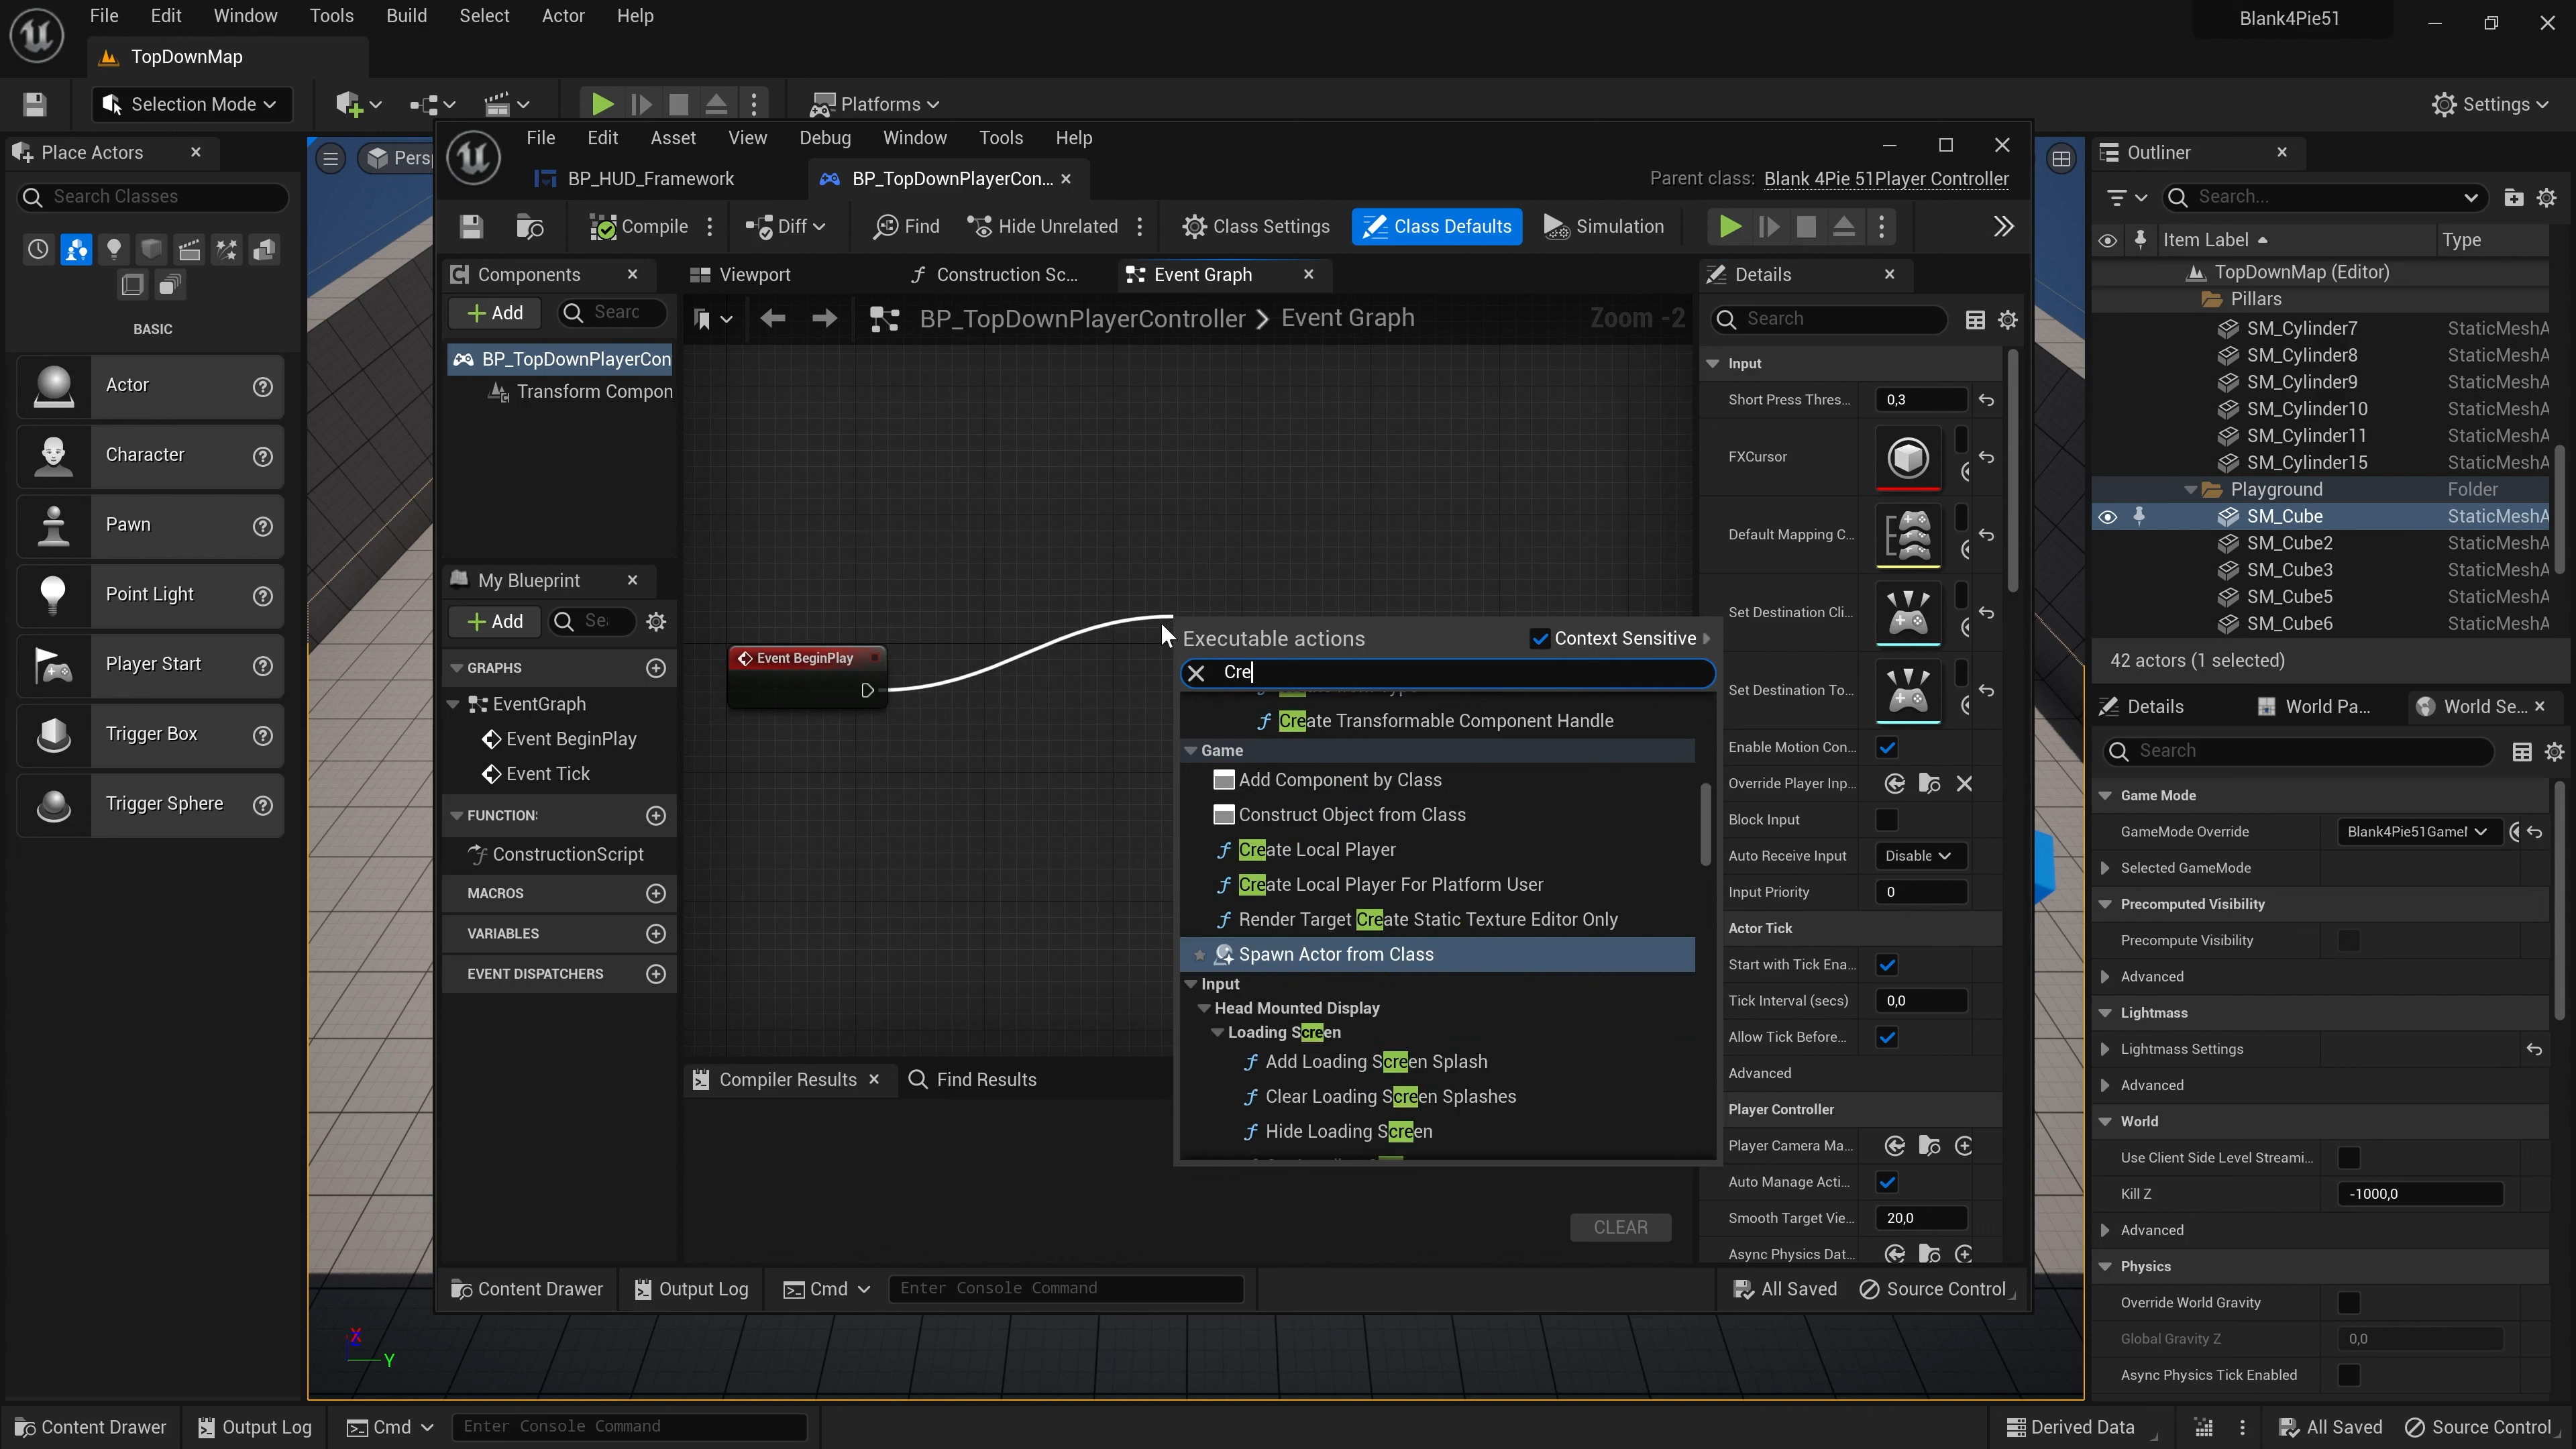 File Edit Window Tools Build Select Actor Help
Blank4Pie51
TopDownMap
Selection Mode
Platforms
Settings
Place Actors
Search Classes
BASIC
Actor
Character
Pawn
Point Light
Player Start
Trigger Box
Trigger Sphere
Persp
File Edit Asset View Debug Window Tools Help
BP_HUD_Framework
BP_TopDownPlayerCon...
Parent class: Blank 4Pie 51Player Controller
Compile
Diff
Find
Hide Unrelated
Class Settings
Class Defaults
Simulation
Components
Add
Searc
BP_TopDownPlayerCon
Transform Compon
My Blueprint
Add
Se
GRAPHS
EventGraph
Event BeginPlay
Event Tick
FUNCTION
ConstructionScript
MACROS
VARIABLES
EVENT DISPATCHERS
Viewport
Construction Sc...
Event Graph
BP_TopDownPlayerController > Event Graph
Zoom -2
Event BeginPlay
Executable actions
Context Sensitive
Cre
Create Transformable Component Handle
Game
Add Component by Class
Construct Object from Class
Create Local Player
Create Local Player For Platform User
Render Target Create Static Texture Editor Only
Spawn Actor from Class
Input
Head Mounted Display
Loading Screen
Add Loading Screen Splash
Clear Loading Screen Splashes
Hide Loading Screen
Compiler Results
Find Results
CLEAR
Details
Search
Input
Short Press Thres... 0,3
FXCursor
Default Mapping C...
Set Destination Cli...
Set Destination To...
Enable Motion Con...
Override Player Inp...
Block Input
Auto Receive Input Disable
Input Priority 0
Actor Tick
Start with Tick Ena...
Tick Interval (secs) 0,0
Allow Tick Before...
Advanced
Player Controller
Player Camera Ma...
Auto Manage Acti...
Smooth Target Vie... 20,0
Async Physics Dat...
Content Drawer
Output Log
Cmd
Enter Console Command
All Saved
Source Control
X
Y
Outliner
Search...
Item Label Type
TopDownMap (Editor)
Pillars
SM_Cylinder7 StaticMeshA
SM_Cylinder8 StaticMeshA
SM_Cylinder9 StaticMeshA
SM_Cylinder10 StaticMeshA
SM_Cylinder11 StaticMeshA
SM_Cylinder15 StaticMeshA
Playground Folder
SM_Cube StaticMeshA
SM_Cube2 StaticMeshA
SM_Cube3 StaticMeshA
SM_Cube5 StaticMeshA
SM_Cube6 StaticMeshA
42 actors (1 selected)
Details
World Pa...
World Se...
Search
Game Mode
GameMode Override Blank4Pie51Gamel
Selected GameMode
Precomputed Visibility
Precompute Visibility
Advanced
Lightmass
Lightmass Settings
Advanced
World
Use Client Side Level Streami...
Kill Z -1000,0
Advanced
Physics
Override World Gravity
Global Gravity Z 0,0
Async Physics Tick Enabled
Content Drawer
Output Log
Cmd
Enter Console Command
Derived Data
All Saved
Source Control